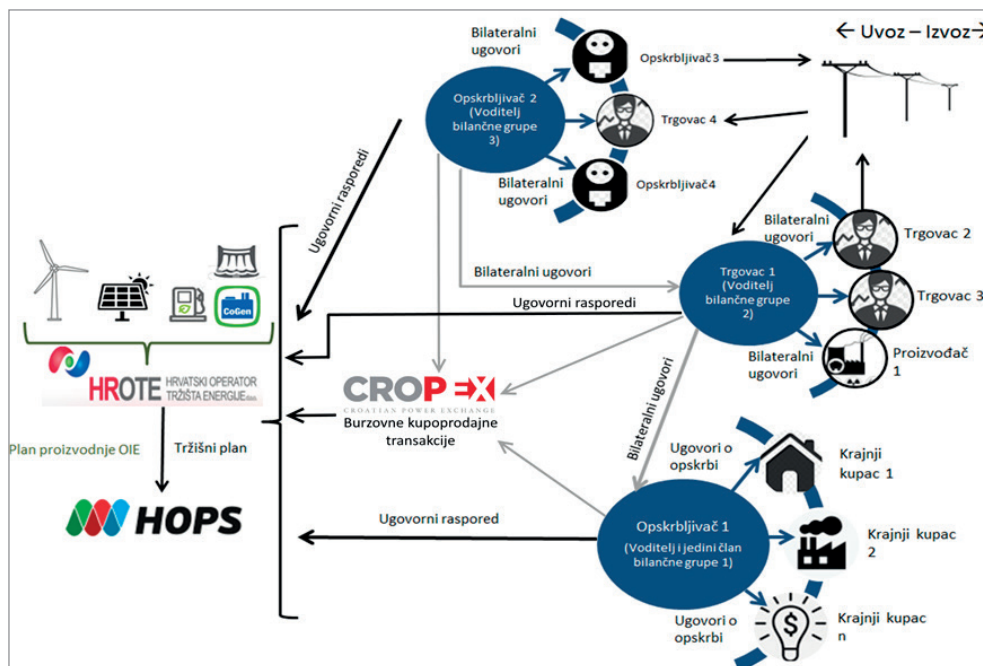 Bilateralni
ugovori
Opskrbljivač3
← Uvoz – Izvoz→
Opskrbljivač 2
(Voditelj
bilančne grupe
3)
Trgovac 4
Bilateralni
ugovori
Opskrbljivač4
Ugovorni rasporedi
Bilateralni
ugovori
Trgovac 2
Bilateralni ugovori
Trgovac 1
(Voditelj
bilančne grupe
2)
Trgovac 3
Ugovorni rasporedi
Bilateralni
ugovori
Proizvođač
1
CoGen
HROTE HRVATSKI OPERATOR
TRŽIŠTA ENERGIJE d.o.o.
CROPEX
CROATIAN POWER EXCHANGE
Burzovne kupoprodajne
transakcije
Bilateralni ugovori
Plan proizvodnje OIE
Tržišni plan
Ugovori o
opskrbi
Krajnji
kupac 1
HOPS
Ugovorni raspored
Opskrbljivač 1
(Voditelj i jedini član
bilančne grupe 1)
Krajnji kupac
2
Ugovori o
opskrbi
$
Krajnji kupac
n